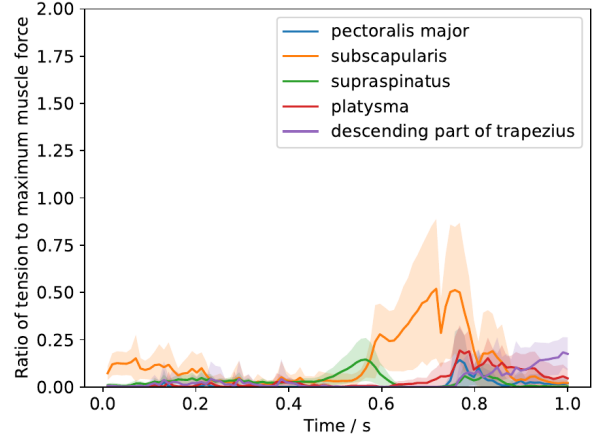 2.00
1.75
1.50
1.25
1.00
0.75
0.50
0.25
0.00
Ratio of tension to maximum muscle force
pectoralis major
subscapularis
supraspinatus
platysma
descending part of trapezius
0.0 0.2 0.4 0.6 0.8 1.0
Time / s